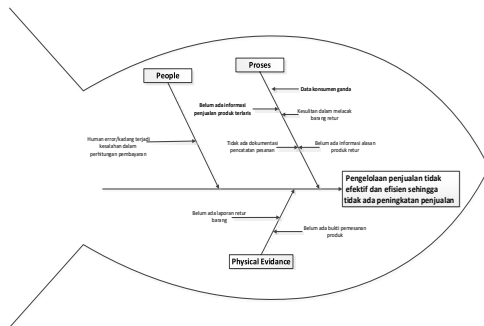 People
Proses
Data konsumen ganda
Belum ada informasi
penjualan produk terlaris
Kesulitan dalam melacak
barang retur
Human error/kadang terjadi
kesalahan dalam
perhitungan pembayaran
Tidak ada dokumentasi
pencatatan pesanan
Belum ada informasi alasan
produk retur
Pengelolaan penjualan tidak
efektif dan efisien sehingga
tidak ada peningkatan penjualan
Belum ada laporan retur
barang
Belum ada bukti pemesanan
produk
Physical Evidance